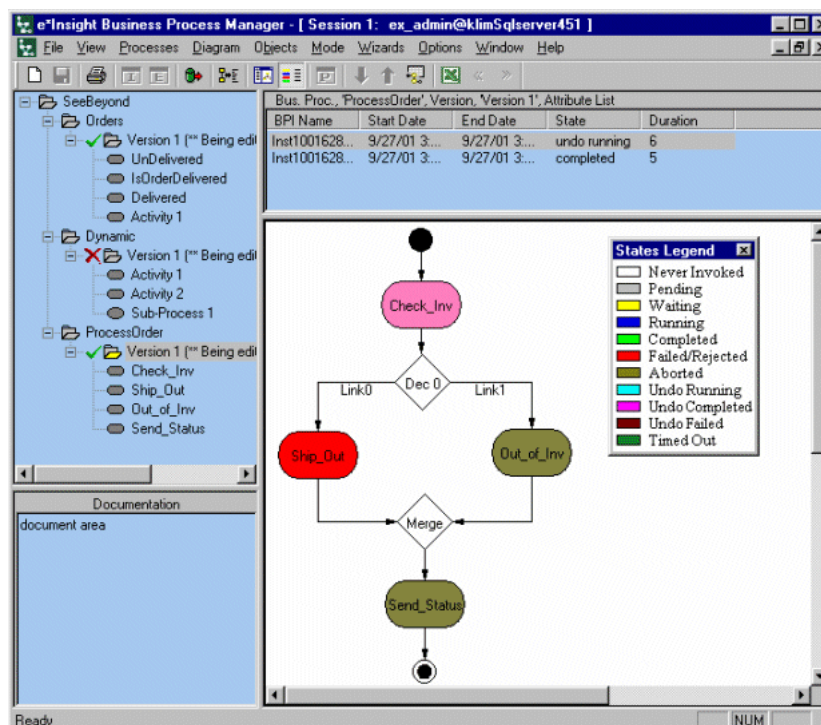 e*Insight Business Process Manager - [ Session 1: ex_admin@klimSqlserver451 ]
File View Processes Diagram Objects Mode Wizards Options Window Help
SeeBeyond
Orders
Version 1 (** Being edi
UnDelivered
IsOrderDelivered
Delivered
Activity 1
Dynamic
Version 1 (** Being edi
Activity 1
Activity 2
Sub-Process 1
ProcessOrder
Version 1 (** Being edi
Check_Inv
Ship_Out
Out_of_Inv
Send_Status
Documentation
document area
Bus. Proc., 'ProcessOrder', Version, 'Version 1', Attribute List
BPI Name Start Date End Date State Duration
Inst1001628... 9/27/01 3:... 9/27/01 3:... undo running 6
Inst1001628... 9/27/01 3:... 9/27/01 3:... completed 5
Check_Inv
Dec 0
Link0 Link1
Ship_Out Out_of_Inv
Merge
Send_Status
States Legend
Never Invoked
Pending
Waiting
Running
Completed
Failed/Rejected
Aborted
Undo Running
Undo Completed
Undo Failed
Timed Out
Ready NUM